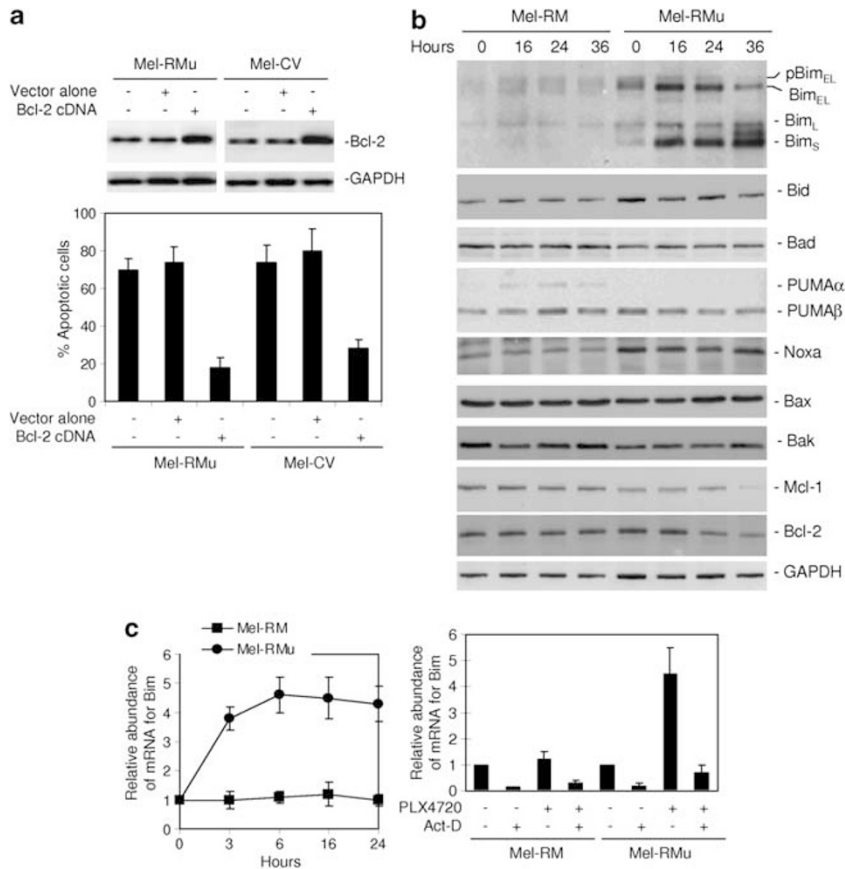 a
Mel-RMu Mel-CV
Vector alone - + - - + -
Bcl-2 cDNA - - + - - +
-Bcl-2
-GAPDH
% Apoptotic cells
100
80
60
40
20
0
Vector alone - + - - + -
Bcl-2 cDNA - - + - - +
Mel-RMu Mel-CV
b
Mel-RM Mel-RMu
Hours 0 16 24 36 0 16 24 36
pBimEL
BimEL
- BimL
- BimS
- Bid
- Bad
- PUMAα
- PUMAβ
- Noxa
- Bax
- Bak
- Mcl-1
- Bcl-2
- GAPDH
c
Mel-RM
Mel-RMu
Relative abundance
of mRNA for Bim
6
5
4
3
2
1
0
0 3 6 16 24
Hours
Relative abundance
of mRNA for Bim
6
5
4
3
2
1
0
PLX4720 - - + + - - + +
Act-D - + - + - + - +
Mel-RM Mel-RMu